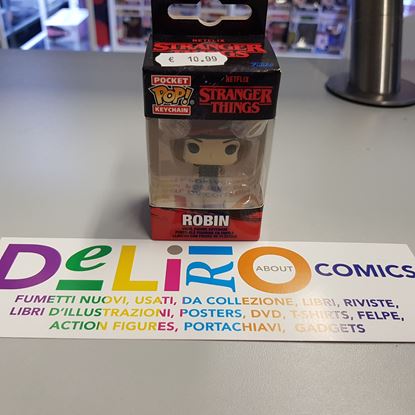 NETFLIX
STRANGER
THINGS
€ 10.99
POCKET
POP!
KEYCHAIN
NETFLIX
STRANGER
THINGS
ROBIN
DeLiRiO ABOUT COMICS
FUMETTI NUOVI, USATI, DA COLLEZIONE, LIBRI, RIVISTE,
LIBRI D'ILLUSTRAZIONI, POSTERS, DVD, T-SHIRTS, FELPE,
ACTION FIGURES, PORTACHIAVI, GADGETS